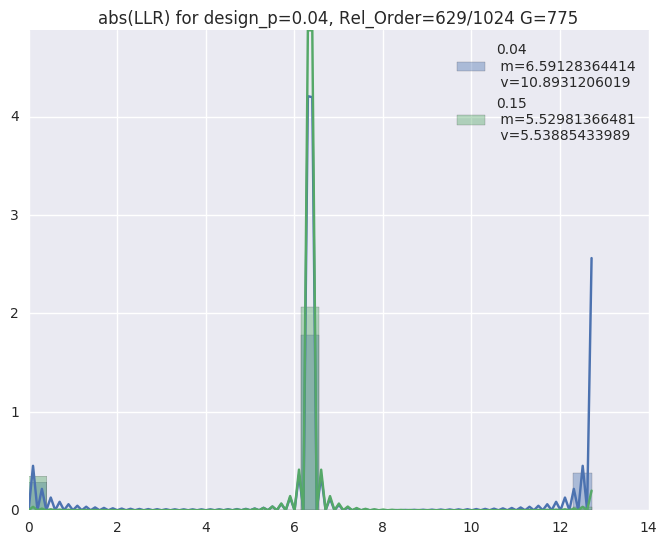 abs(LLR) for design_p=0.04, Rel_Order=629/1024 G=775
0.04
m=6.59128364414
v=10.8931206019
0.15
m=5.52981366481
v=5.53885433989
4
3
2
1
0
0 2 4 6 8 10 12 14